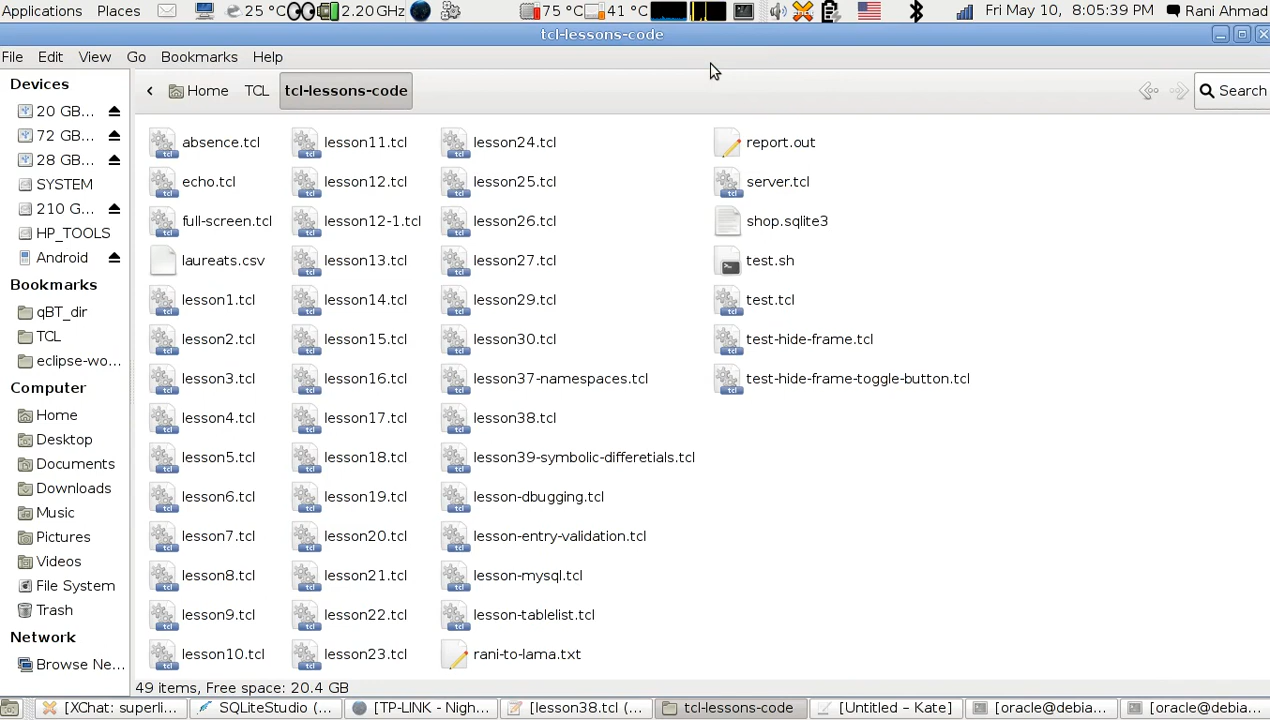 Applications Places 25 °C 2.20GHz 75 °C 41 °C Fri May 10, 8:05:39 PM Rani Ahmad
tcl-lessons-code
File Edit View Go Bookmarks Help
Home TCL tcl-lessons-code Search
Devices
20 GB...
72 GB...
28 GB...
SYSTEM
210 G...
HP_TOOLS
Android
Bookmarks
qBT_dir
TCL
eclipse-wo...
Computer
Home
Desktop
Documents
Downloads
Music
Pictures
Videos
File System
Trash
Network
Browse Ne...
absence.tcl
echo.tcl
full-screen.tcl
laureats.csv
lesson1.tcl
lesson2.tcl
lesson3.tcl
lesson4.tcl
lesson5.tcl
lesson6.tcl
lesson7.tcl
lesson8.tcl
lesson9.tcl
lesson10.tcl
lesson11.tcl
lesson12.tcl
lesson12-1.tcl
lesson13.tcl
lesson14.tcl
lesson15.tcl
lesson16.tcl
lesson17.tcl
lesson18.tcl
lesson19.tcl
lesson20.tcl
lesson21.tcl
lesson22.tcl
lesson23.tcl
lesson24.tcl
lesson25.tcl
lesson26.tcl
lesson27.tcl
lesson29.tcl
lesson30.tcl
lesson37-namespaces.tcl
lesson38.tcl
lesson39-symbolic-differetials.tcl
lesson-dbugging.tcl
lesson-entry-validation.tcl
lesson-mysql.tcl
lesson-tablelist.tcl
rani-to-lama.txt
report.out
server.tcl
shop.sqlite3
test.sh
test.tcl
test-hide-frame.tcl
test-hide-frame-toggle-button.tcl
49 items, Free space: 20.4 GB
[XChat: superli... SQLiteStudio (... [TP-LINK – Nigh... [lesson38.tcl (... tcl-lessons-code [Untitled – Kate] [oracle@debia... [oracle@debia...